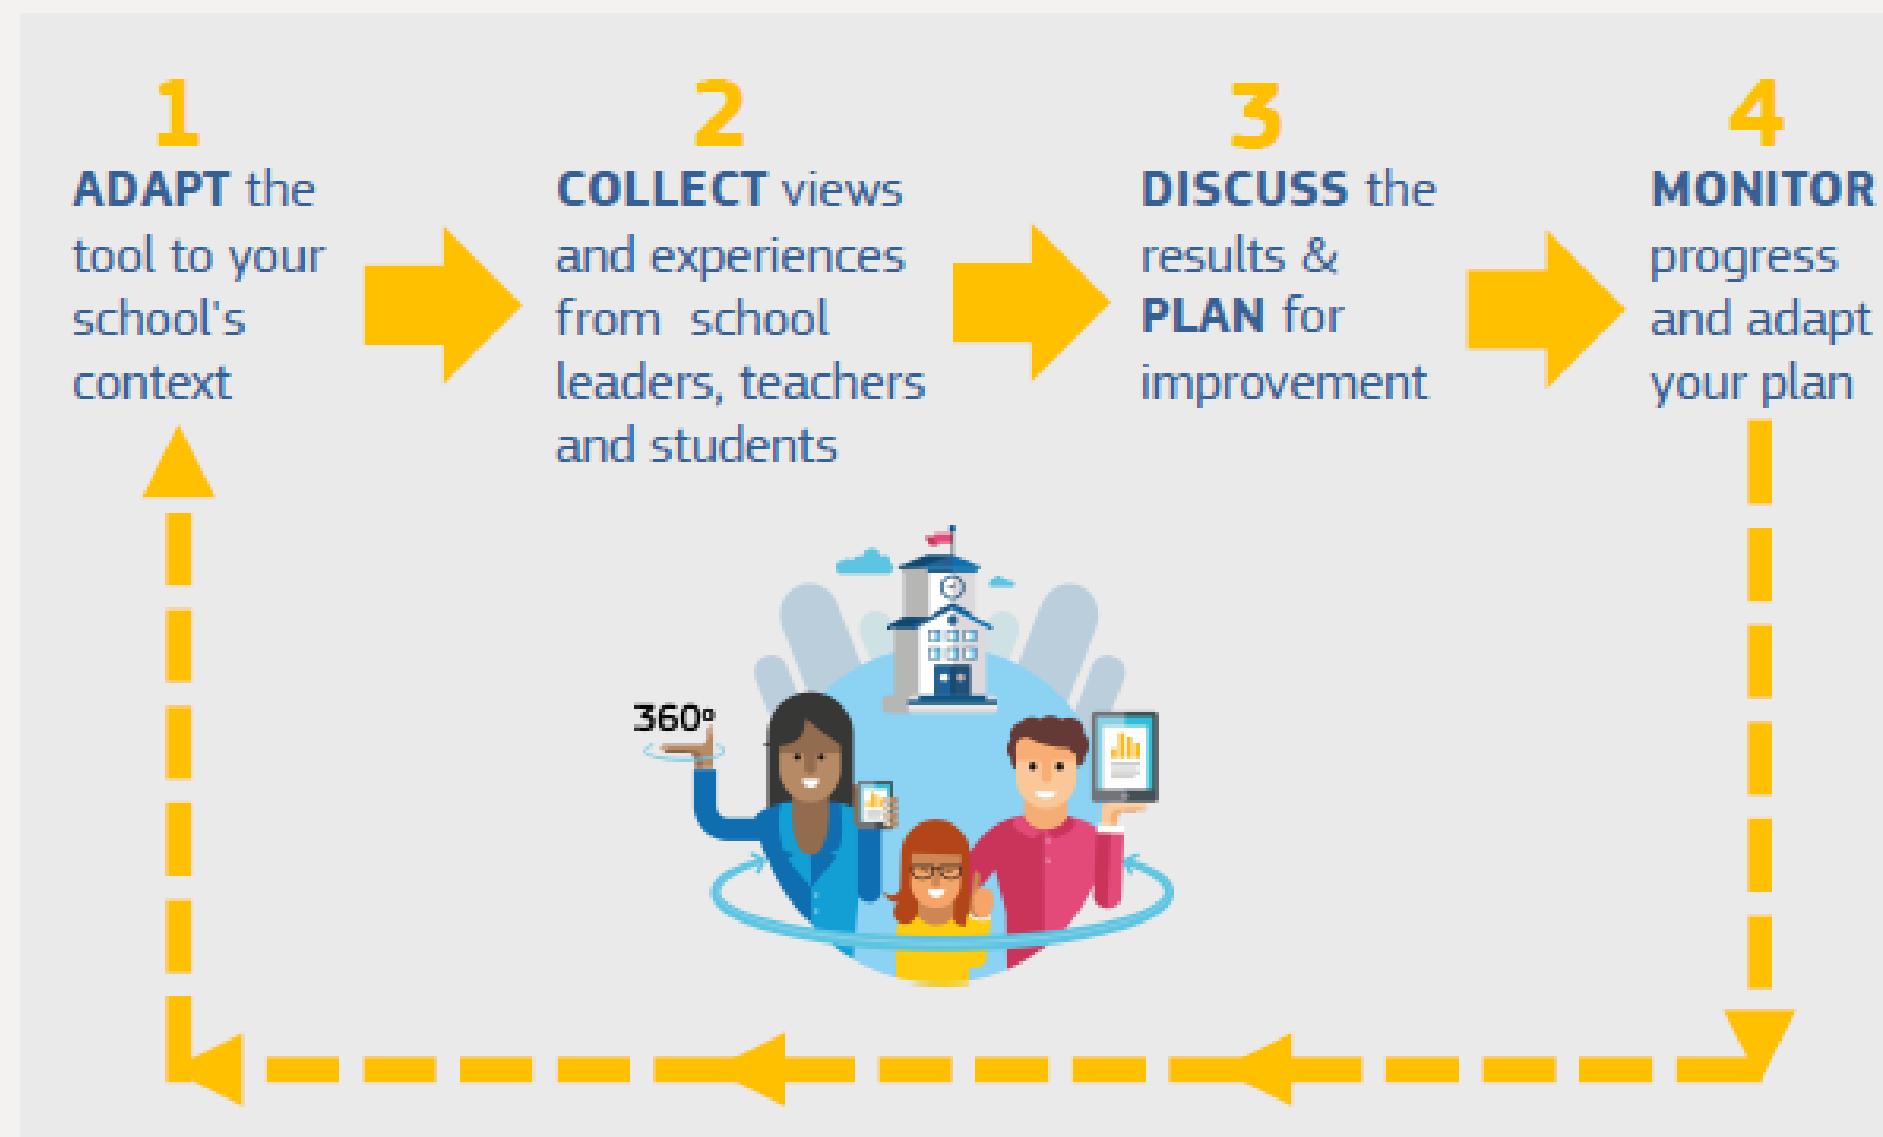 1
ADAPT the
tool to your
school's
context
2
COLLECT views
and experiences
from school
leaders, teachers
and students
3
DISCUSS the
results &
PLAN for
improvement
4
MONITOR
progress
and adapt
your plan
360º